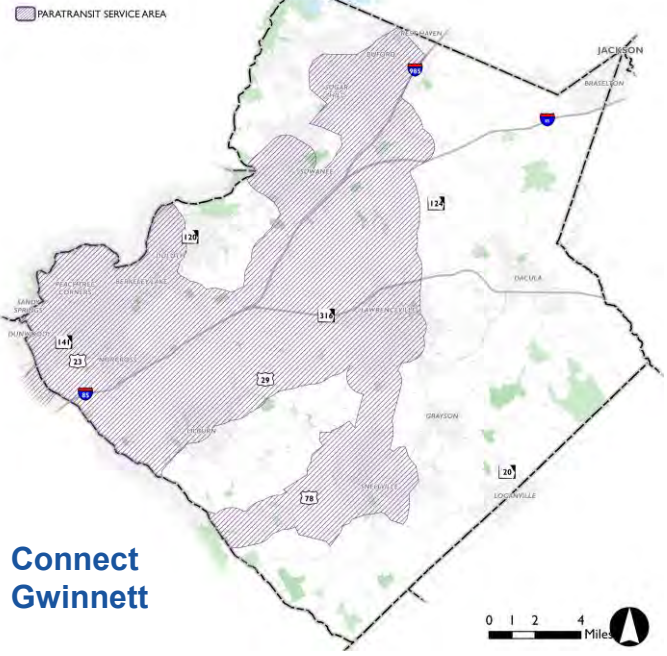 PARATRANSIT SERVICE AREA
REST HAVEN
BUFORD
985
JACKSON
BRASELTON
SUGAR HILL
85
SUWANEE
124
120
DULUTH
DACULA
BERKELEY LAKE
PEACHTREE CORNERS
SANDY SPRINGS
316
LAWRENCEVILLE
DUNWOODY
141
23
NORCROSS
29
85
GRAYSON
LILBURN
20
SNELLVILLE
78
LOGANVILLE
Connect
Gwinnett
0 1 2 4
Miles